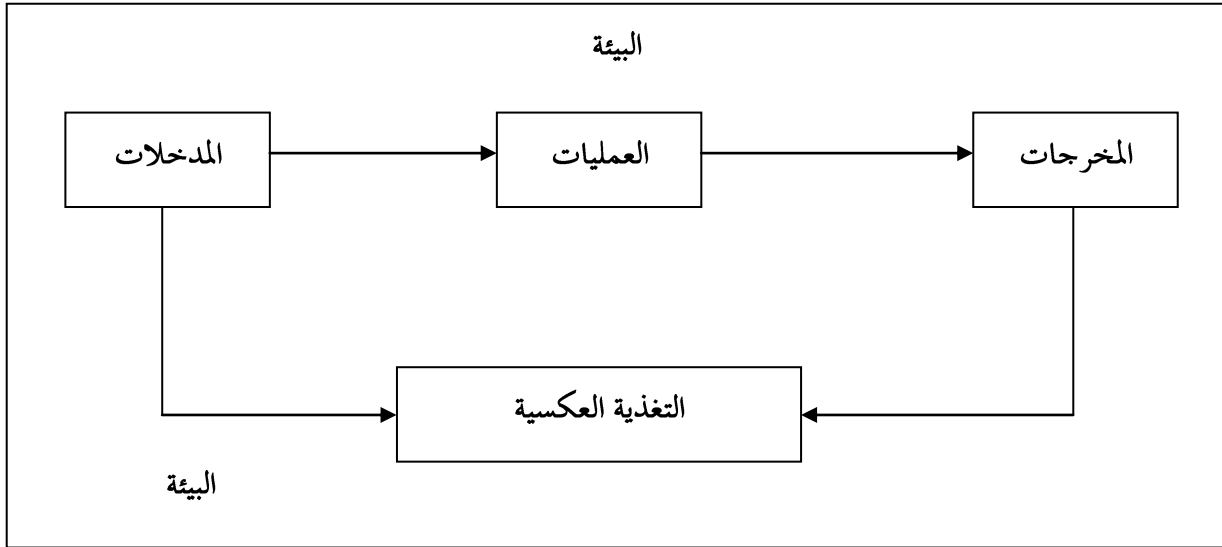 البيئة
المدخلات
العمليات
المخرجات
التغذية العكسية
البيئة